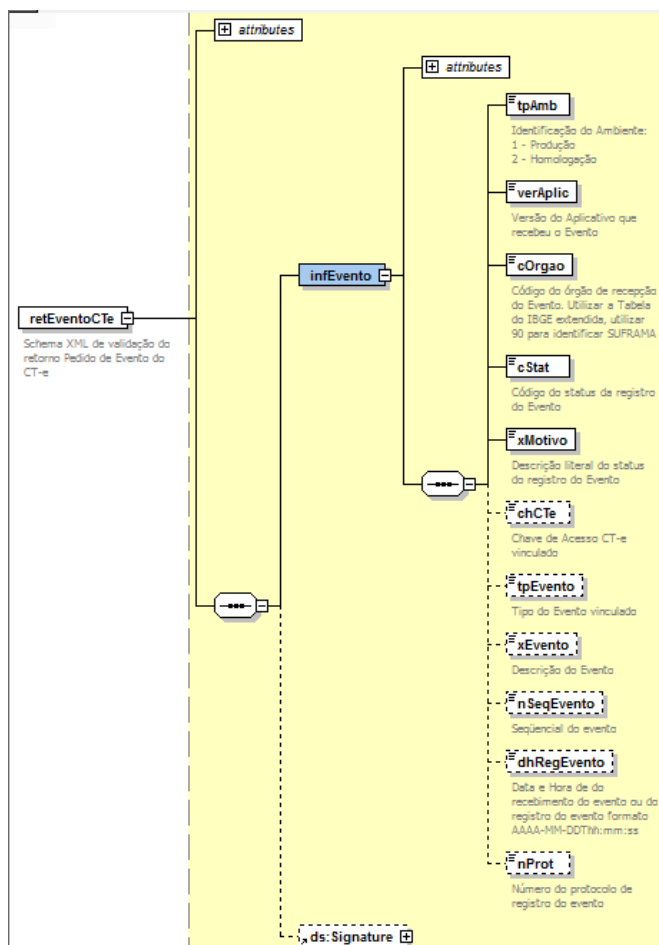 attributes
attributes
tpAmb
Identificação do Ambiente:
1 - Produção
2 - Homologação
verAplic
Versão do Aplicativo que
recebeu o Evento
cOrgao
Código do órgão de recepção
do Evento. Utilizar a Tabela
do IBGE extendida, utilizar
90 para identificar SUFRAMA
infEvento
retEventoCTe
Schema XML de validação do
retorno Pedido de Evento do
CT-e
cStat
Código do status da registro
do Evento
xMotivo
Descrição literal do status
do registro do Evento
chCTe
Chave de Acesso CT-e
vinculado
tpEvento
Tipo do Evento vinculado
xEvento
Descrição do Evento
nSeqEvento
Seqüencial do evento
dhRegEvento
Data e Hora de do
recebimento do evento ou do
registro do evento formato
AAAA-MM-DDThh:mm:ss
nProt
Número do protocolo de
registro do evento
ds:Signature